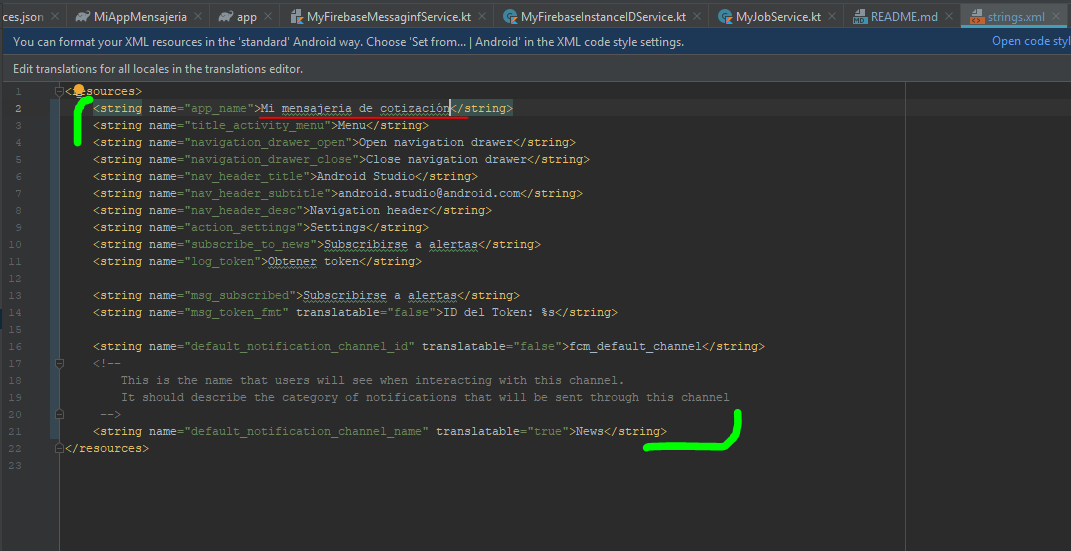 ces.json MiAppMensajeria app MyFirebaseMessaginfService.kt MyFirebaseInstanceIDService.kt MyJobService.kt README.md strings.xml
You can format your XML resources in the 'standard' Android way. Choose 'Set from... | Android' in the XML code style settings. Open code styl
Edit translations for all locales in the translations editor.
1 <resources>
2 <string name="app_name">Mi mensajeria de cotización</string>
3 <string name="title_activity_menu">Menu</string>
4 <string name="navigation_drawer_open">Open navigation drawer</string>
5 <string name="navigation_drawer_close">Close navigation drawer</string>
6 <string name="nav_header_title">Android Studio</string>
7 <string name="nav_header_subtitle">android.studio@android.com</string>
8 <string name="nav_header_desc">Navigation header</string>
9 <string name="action_settings">Settings</string>
10 <string name="subscribe_to_news">Subscribirse a alertas</string>
11 <string name="log_token">Obtener token</string>
12
13 <string name="msg_subscribed">Subscribirse a alertas</string>
14 <string name="msg_token_fmt" translatable="false">ID del Token: %s</string>
15
16 <string name="default_notification_channel_id" translatable="false">fcm_default_channel</string>
17 <!--
18 This is the name that users will see when interacting with this channel.
19 It should describe the category of notifications that will be sent through this channel
20 -->
21 <string name="default_notification_channel_name" translatable="true">News</string>
22 </resources>
23